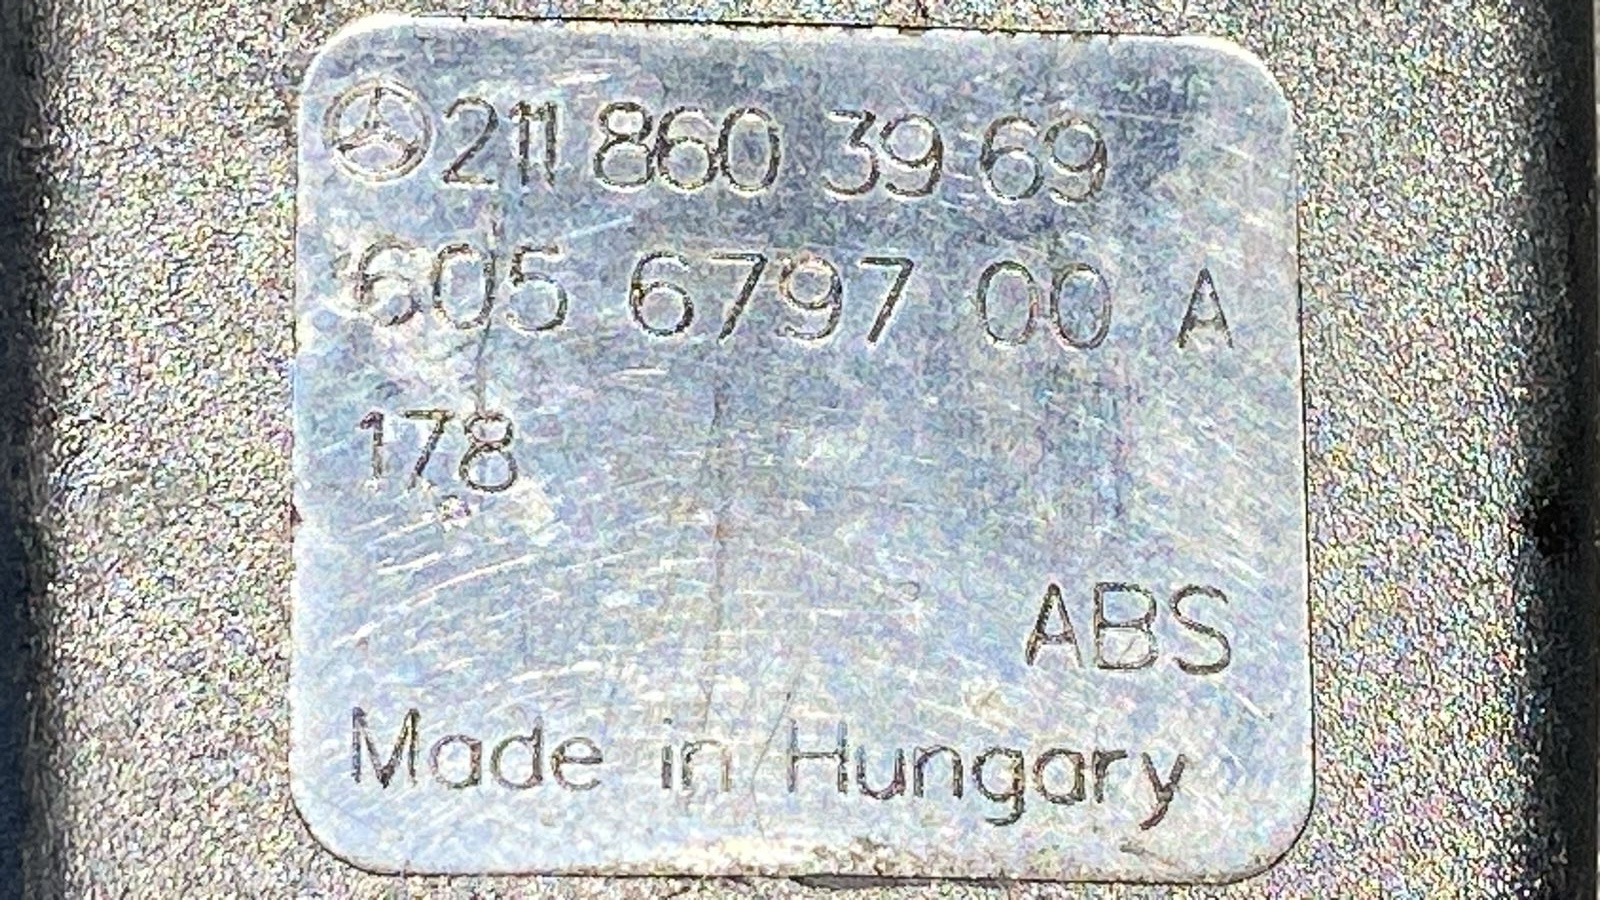 211 860 39 69
605 6797 00 A
178
ABS
Made in Hungary